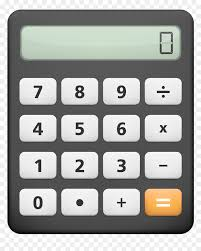 0
7 8 9 ÷
4 5 6 x
1 2 3 −
0 • + =